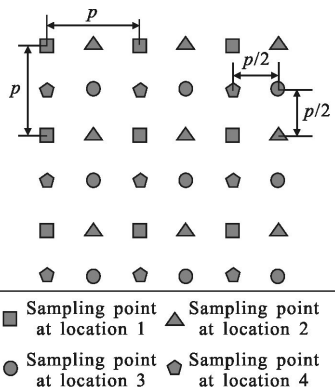 p
p/2
p
p/2
Sampling point
at location 1
Sampling point
at location 2
Sampling point
at location 3
Sampling point
at location 4